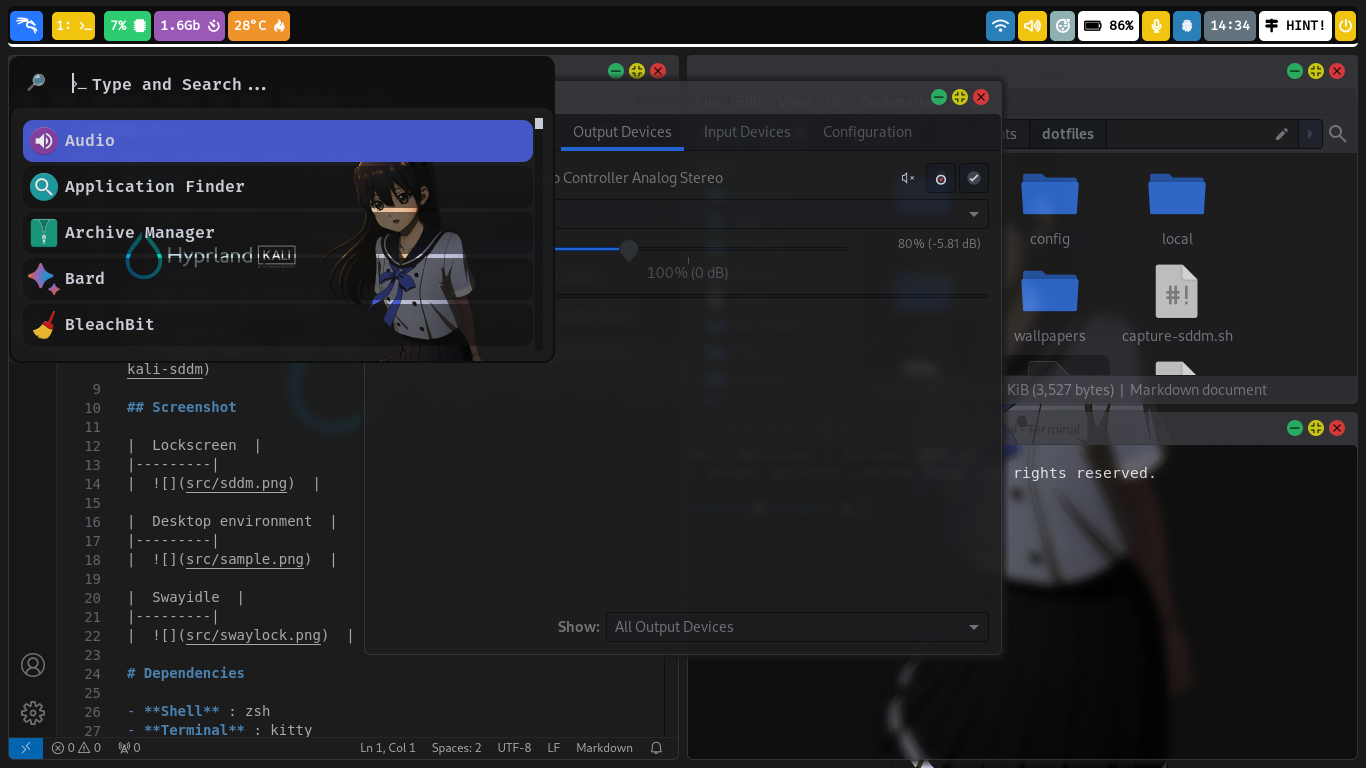 1: >_
7%
1.6Gb
28°C
86%
14:34
HINT!
>_ Type and Search...
Audio
Application Finder
Archive Manager
Hyprland KALI
Bard
BleachBit
File Edit View Go Bookmarks
Output Devices
Input Devices
Configuration
Controller Analog Stereo
80% (-5.81 dB)
100% (0 dB)
Show:
All Output Devices
dotfiles
config
local
wallpapers
#!
capture-sddm.sh
KiB (3,527 bytes) | Markdown document
- Terminal
rights reserved.
kali-sddm)
9
10 ## Screenshot
11
12 | Lockscreen |
13 |---------|
14 | ![](src/sddm.png) |
15
16 | Desktop environment |
17 |---------|
18 | ![](src/sample.png) |
19
20 | Swayidle |
21 |---------|
22 | ![](src/swaylock.png) |
23
24 # Dependencies
25
26 - **Shell** : zsh
27 - **Terminal** : kitty
0 0 0
Ln 1, Col 1
Spaces: 2
UTF-8
LF
Markdown